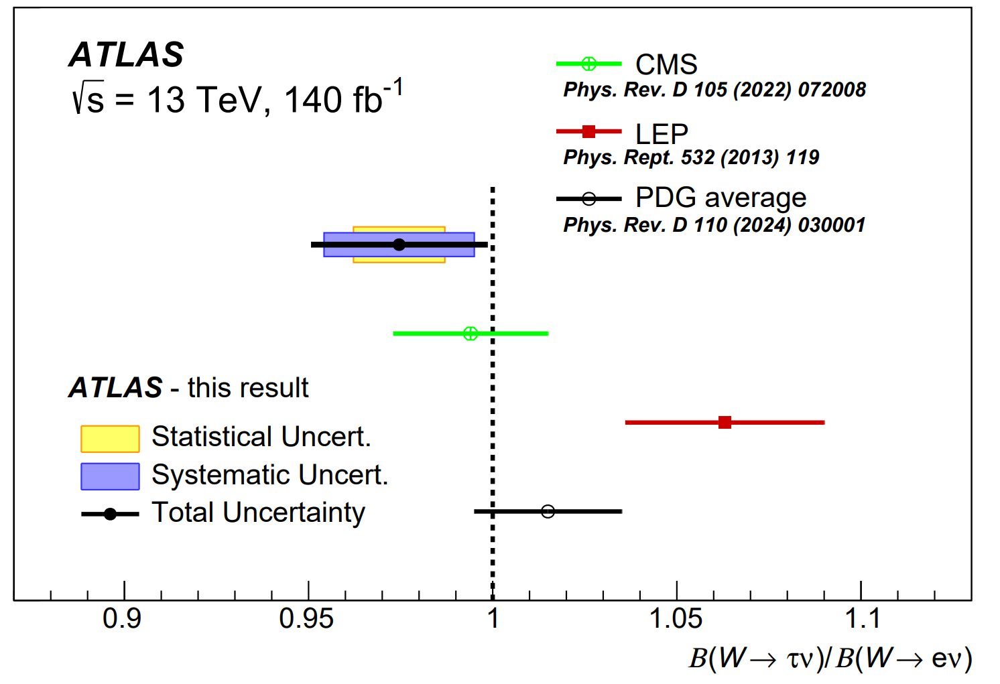 ATLAS
√s = 13 TeV, 140 fb⁻¹
CMS
Phys. Rev. D 105 (2022) 072008
LEP
Phys. Rept. 532 (2013) 119
PDG average
Phys. Rev. D 110 (2024) 030001
ATLAS - this result
Statistical Uncert.
Systematic Uncert.
Total Uncertainty
0.9 0.95 1 1.05 1.1
B(W→ τν)/B(W→ eν)